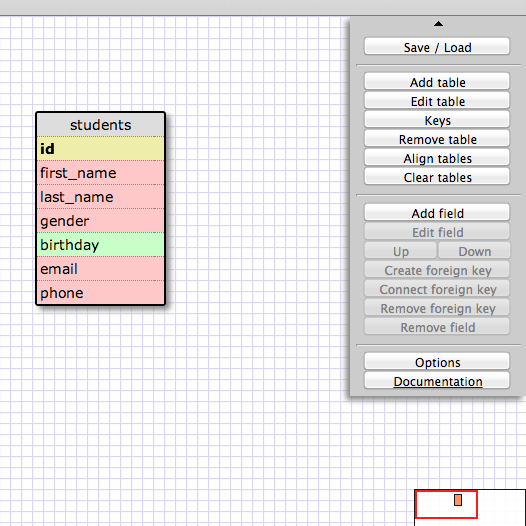 students
id
first_name
last_name
gender
birthday
email
phone
Save / Load
Add table
Edit table
Keys
Remove table
Align tables
Clear tables
Add field
Edit field
Up Down
Create foreign key
Connect foreign key
Remove foreign key
Remove field
Options
Documentation